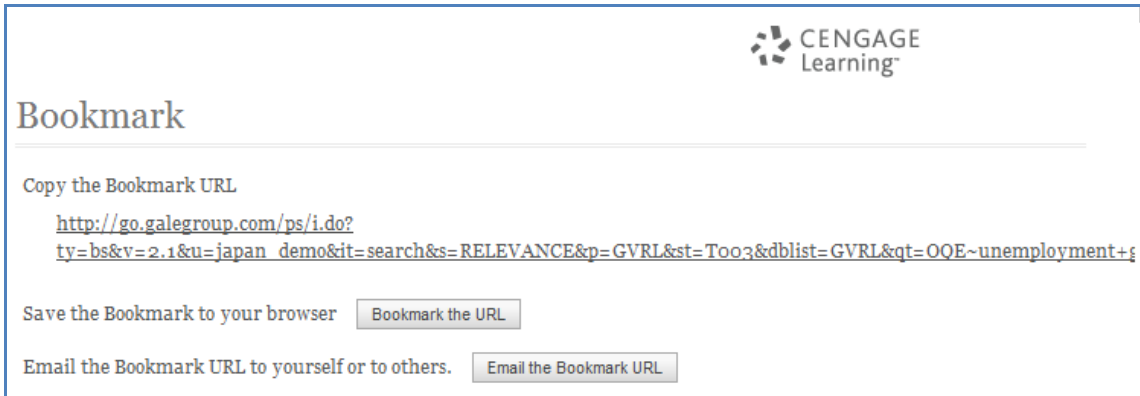 CENGAGE
Learning™
Bookmark
Copy the Bookmark URL
http://go.galegroup.com/ps/i.do?
ty=bs&v=2.1&u=japan_demo&it=search&s=RELEVANCE&p=GVRL&st=T003&dblist=GVRL&qt=OQE~unemployment+g
Save the Bookmark to your browser Bookmark the URL
Email the Bookmark URL to yourself or to others. Email the Bookmark URL